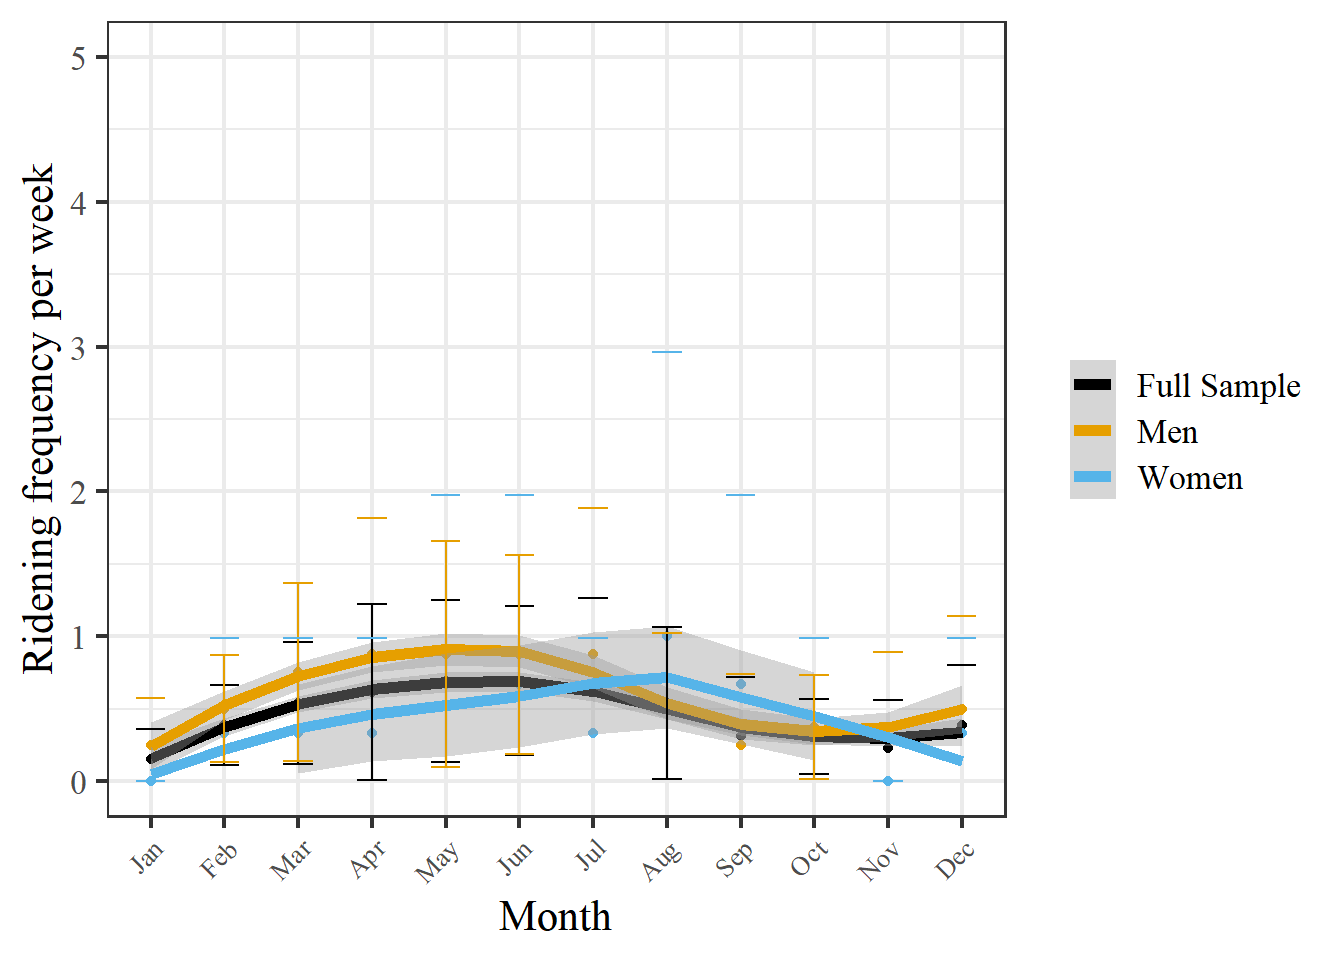 5
4
3
2
1
0
Ridening frequency per week
Jan
Feb
Mar
Apr
May
Jun
Jul
Aug
Sep
Oct
Nov
Dec
Month
Full Sample
Men
Women